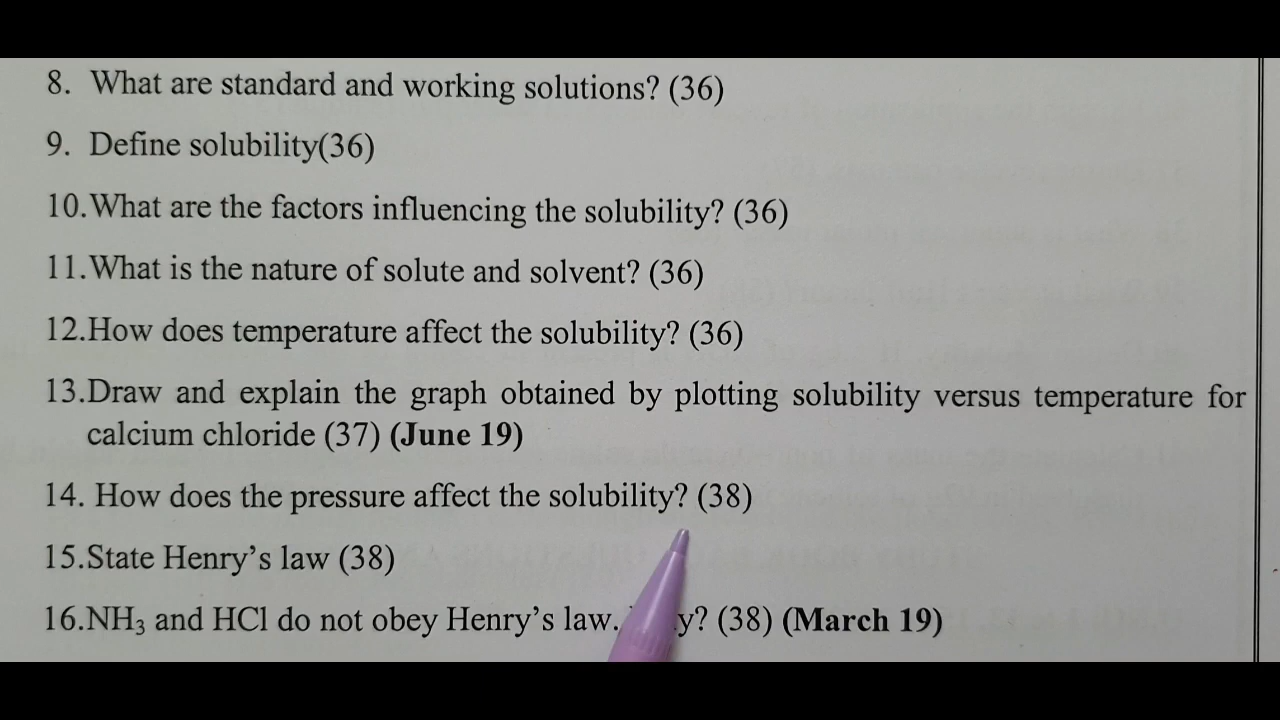 8. What are standard and working solutions? (36)
9. Define solubility(36)
10.What are the factors influencing the solubility? (36)
11.What is the nature of solute and solvent? (36)
12.How does temperature affect the solubility? (36)
13.Draw and explain the graph obtained by plotting solubility versus temperature for
calcium chloride (37) (June 19)
14. How does the pressure affect the solubility? (38)
15.State Henry's law (38)
16.NH₃ and HCl do not obey Henry's law. (38) (March 19)